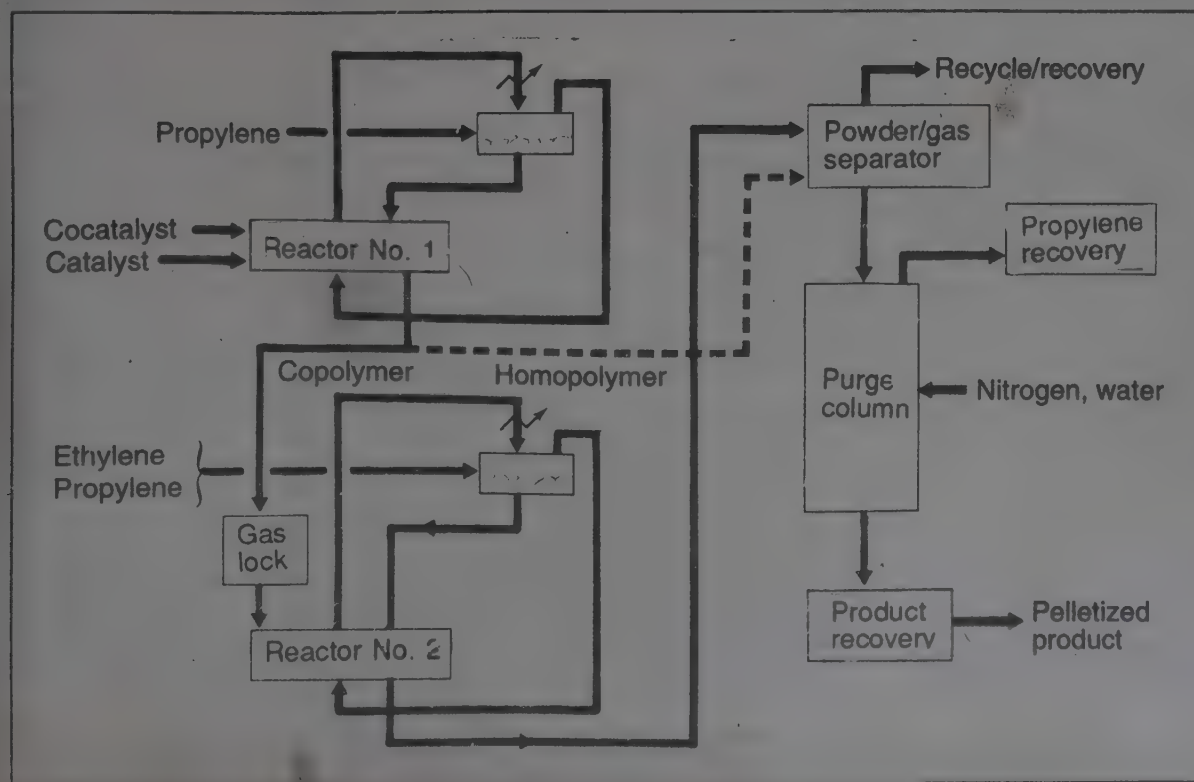 Recycle/recovery
Propylene
Powder/gas
separator
Cocatalyst
Catalyst
Reactor No. 1
Propylene
recovery
Copolymer
Homopolymer
Purge
column
Nitrogen, water
Ethylene
Propylene
Gas
lock
Reactor No. 2
Product
recovery
Pelletized
product